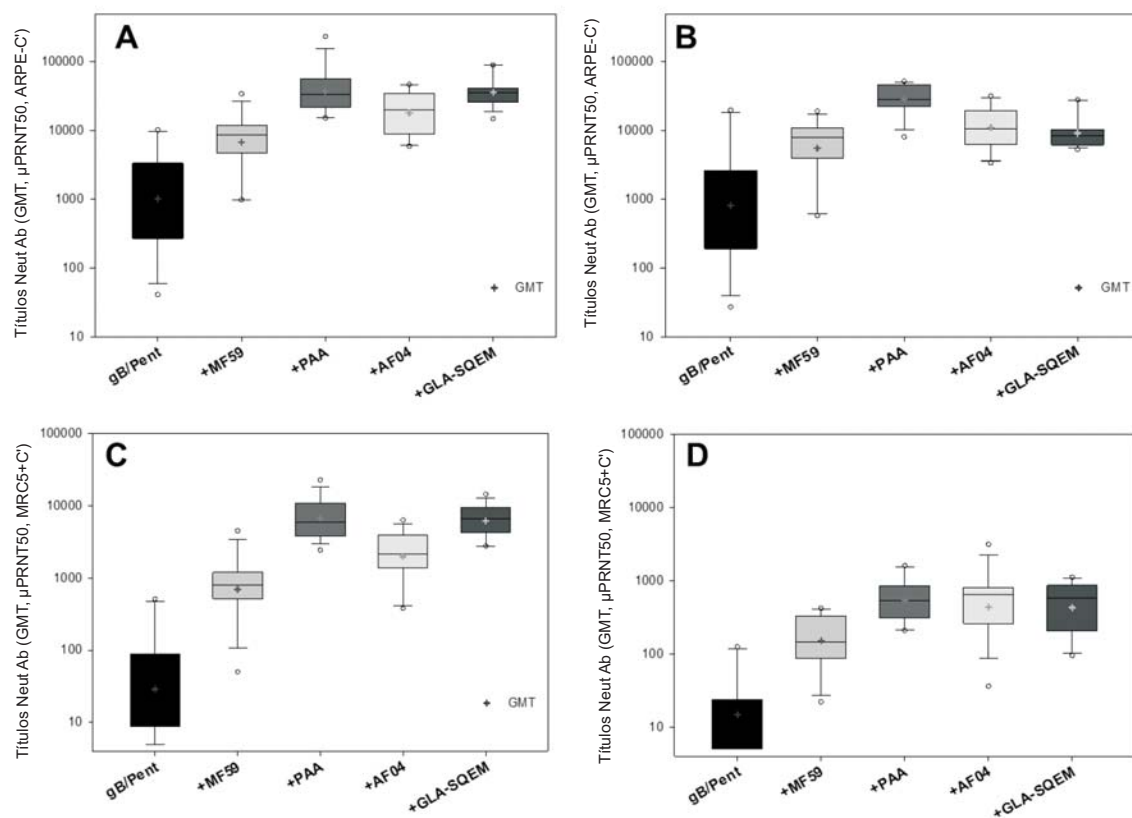 A
Títulos Neut Ab (GMT, µPRNT50, ARPE-C')
100000
10000
1000
100
10
GMT
gB/Pent
+MF59
+PAA
+AF04
+GLA-SQEM
B
Títulos Neut Ab (GMT, µPRNT50, ARPE-C')
100000
10000
1000
100
10
GMT
gB/Pent
+MF59
+PAA
+AF04
+GLA-SQEM
C
Títulos Neut Ab (GMT, µPRNT50, MRC5+C')
100000
10000
1000
100
10
GMT
gB/Pent
+MF59
+PAA
+AF04
+GLA-SQEM
D
Títulos Neut Ab (GMT, µPRNT50, MRC5+C')
100000
10000
1000
100
10
gB/Pent
+MF59
+PAA
+AF04
+GLA-SQEM